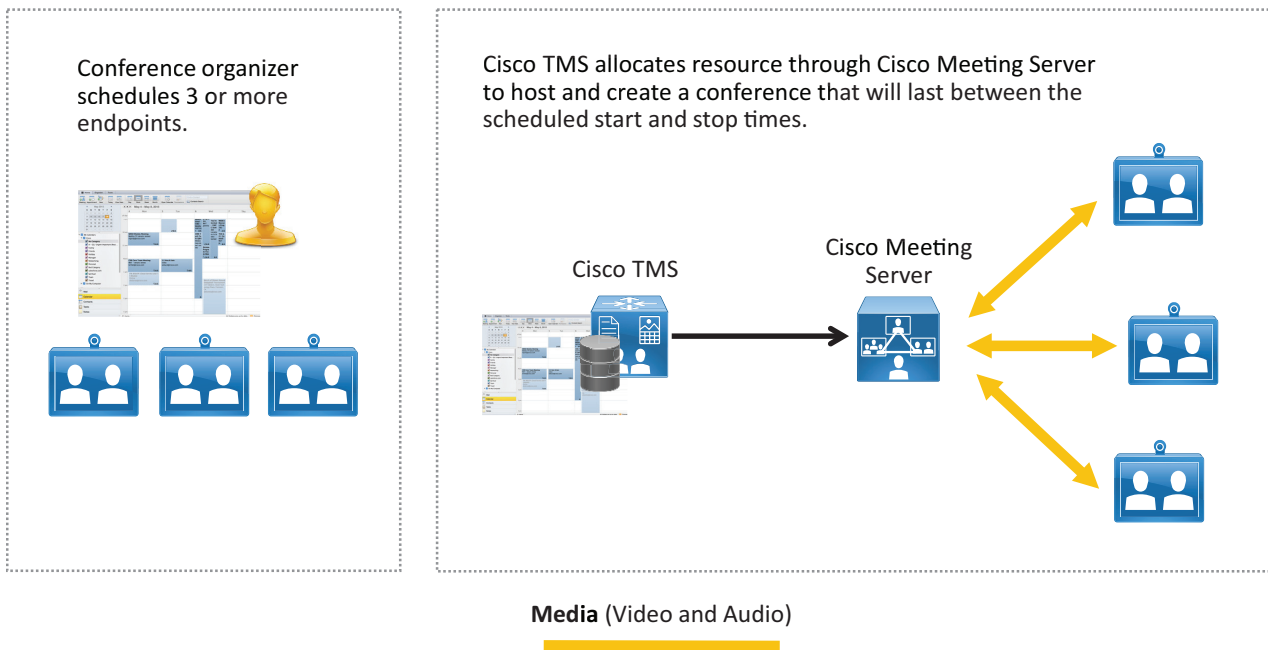 Conference organizer
schedules 3 or more
endpoints.
Cisco TMS allocates resource through Cisco Meeting Server
to host and create a conference that will last between the
scheduled start and stop times.
Cisco TMS
Cisco Meeting
Server
Media (Video and Audio)